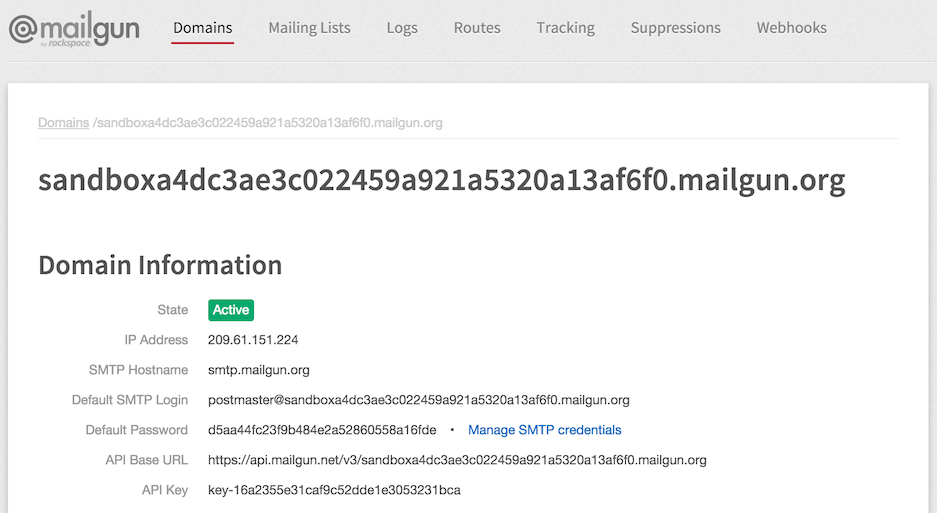 @mailgun
by rackspace.
Domains Mailing Lists Logs Routes Tracking Suppressions Webhooks
Domains /sandboxa4dc3ae3c022459a921a5320a13af6f0.mailgun.org
sandboxa4dc3ae3c022459a921a5320a13af6f0.mailgun.org
Domain Information
State Active
IP Address 209.61.151.224
SMTP Hostname smtp.mailgun.org
Default SMTP Login postmaster@sandboxa4dc3ae3c022459a921a5320a13af6f0.mailgun.org
Default Password d5aa44fc23f9b484e2a52860558a16fde • Manage SMTP credentials
API Base URL https://api.mailgun.net/v3/sandboxa4dc3ae3c022459a921a5320a13af6f0.mailgun.org
API Key key-16a2355e31caf9c52dde1e3053231bca